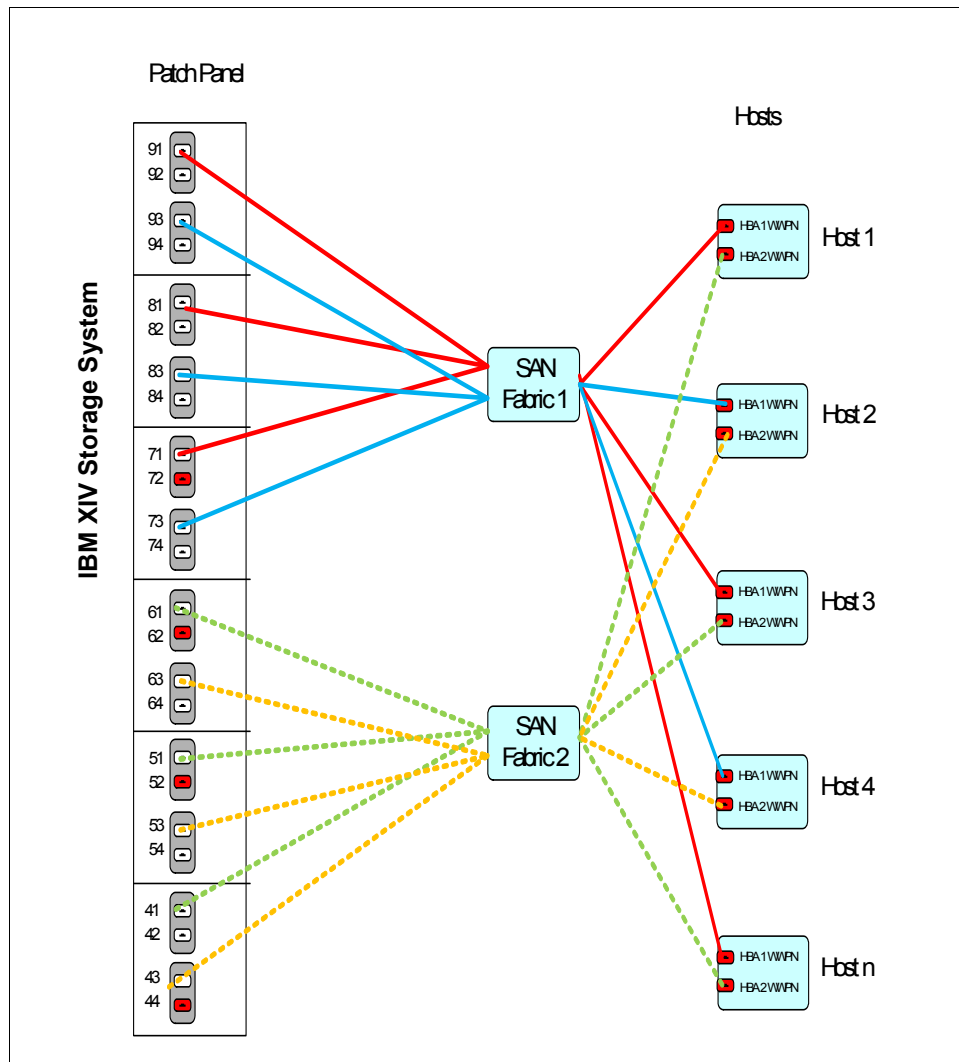 Patch Panel
Hosts
IBM XIV Storage System
91
92
93
94
81
82
83
84
71
72
73
74
61
62
63
64
51
52
53
54
41
42
43
44
SAN
Fabric 1
SAN
Fabric 2
HBA 1 WWPN
HBA 2 WWPN
Host 1
HBA 1 WWPN
HBA 2 WWPN
Host 2
HBA 1 WWPN
HBA 2 WWPN
Host 3
HBA 1 WWPN
HBA 2 WWPN
Host 4
HBA 1 WWPN
HBA 2 WWPN
Host n